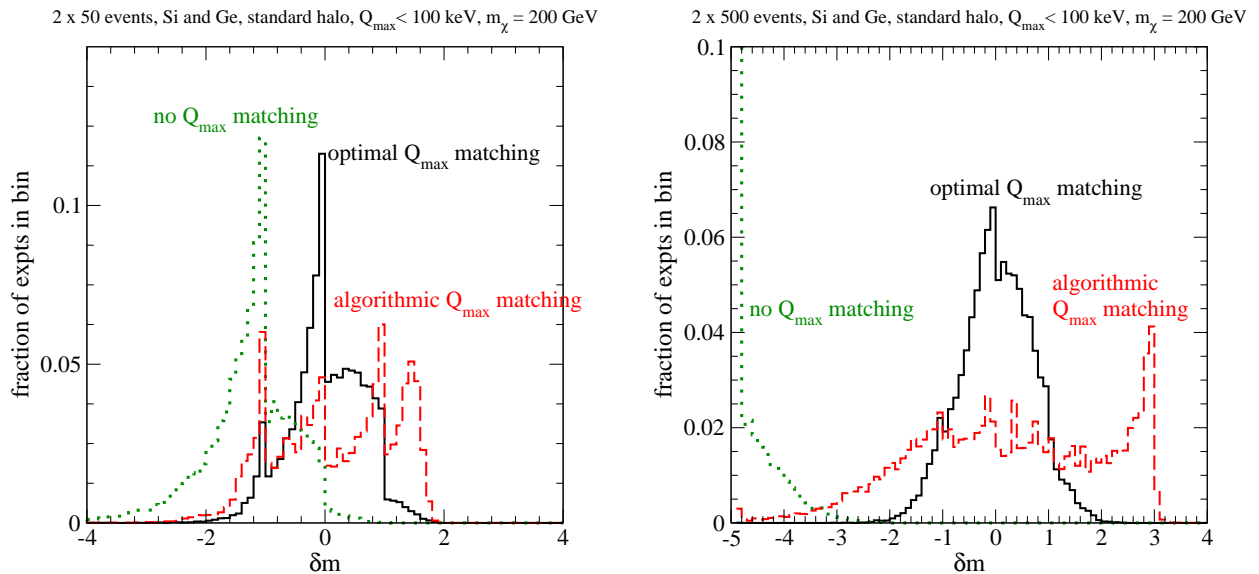 2 x 50 events, Si and Ge, standard halo, Q_max< 100 keV, m_χ = 200 GeV
no Q_max matching
optimal Q_max matching
algorithmic Q_max matching
fraction of expts in bin
0.1
0.05
0
-4 -2 0 2 4
δm
2 x 500 events, Si and Ge, standard halo, Q_max< 100 keV, m_χ = 200 GeV
optimal Q_max matching
algorithmic
Q_max matching
no Q_max matching
fraction of expts in bin
0.1
0.08
0.06
0.04
0.02
0
-5 -4 -3 -2 -1 0 1 2 3 4
δm